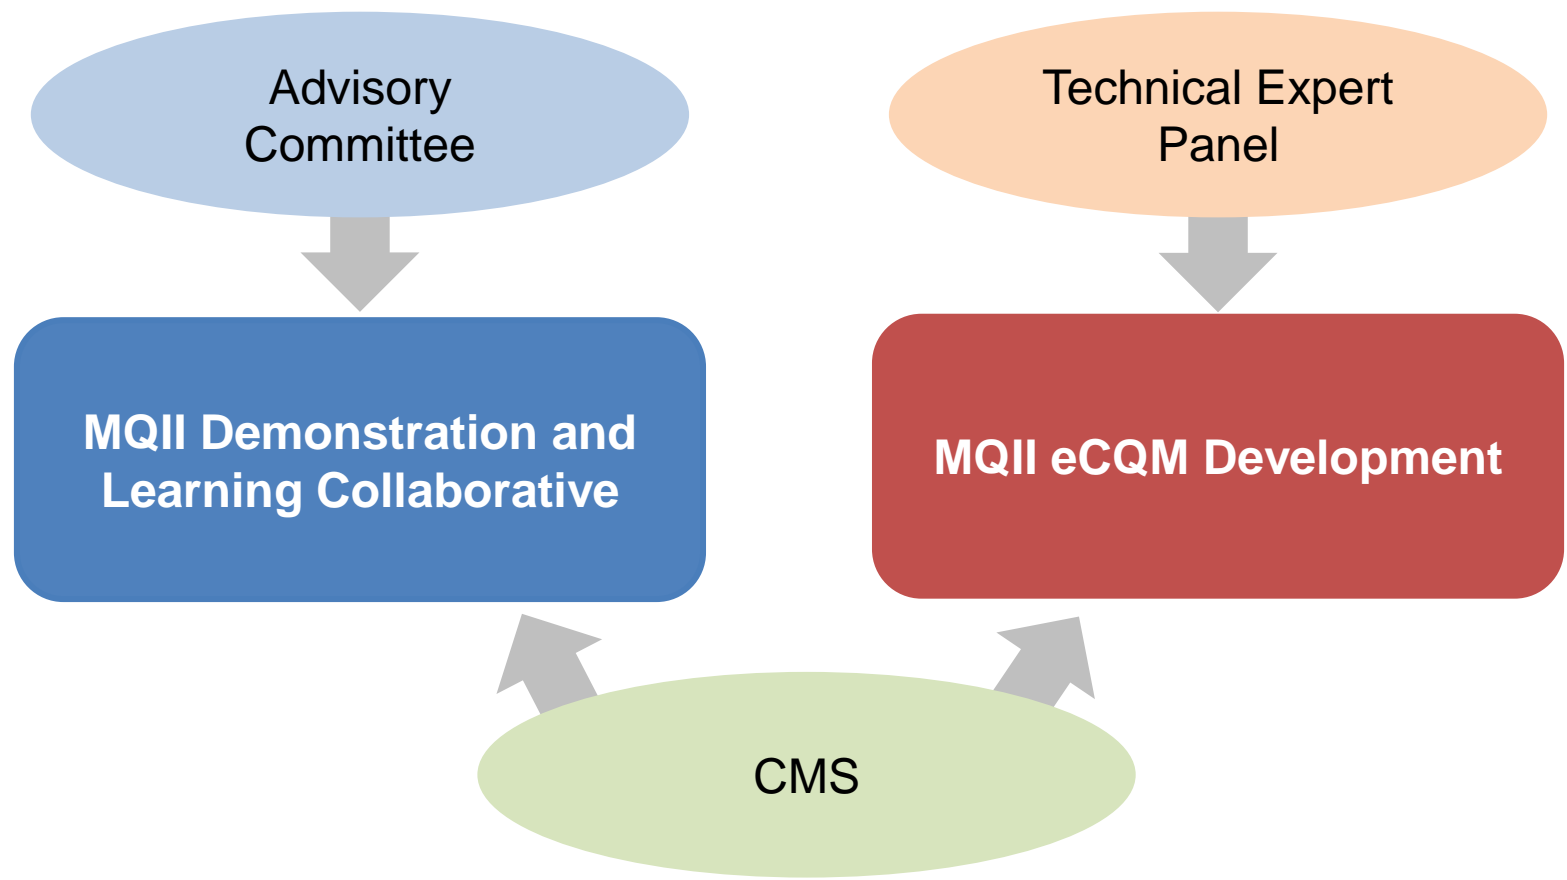 Advisory
Committee
Technical Expert
Panel
MQII Demonstration and
Learning Collaborative
MQII eCQM Development
CMS